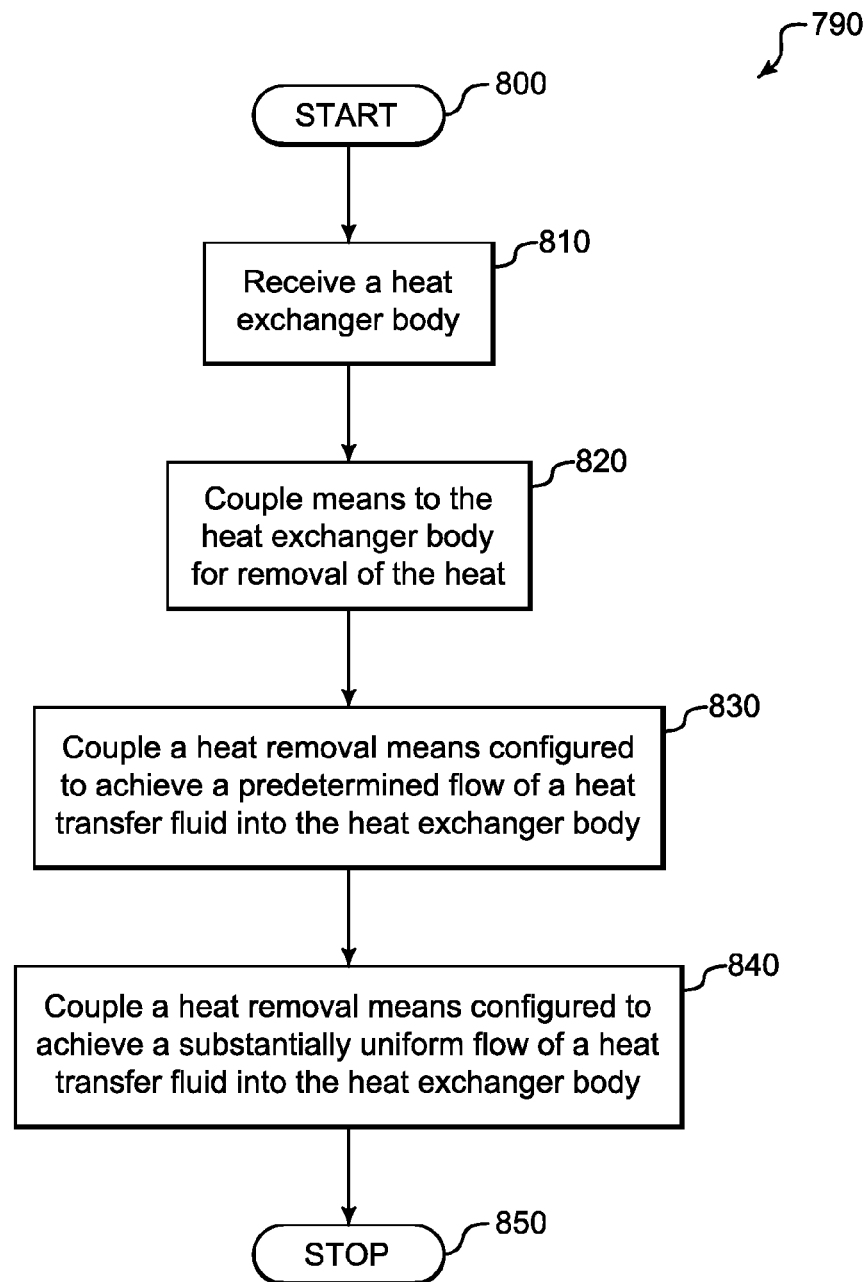 790
START
800
810
Receive a heat
exchanger body
820
Couple means to the
heat exchanger body
for removal of the heat
830
Couple a heat removal means configured
to achieve a predetermined flow of a heat
transfer fluid into the heat exchanger body
840
Couple a heat removal means configured to
achieve a substantially uniform flow of a heat
transfer fluid into the heat exchanger body
850
STOP